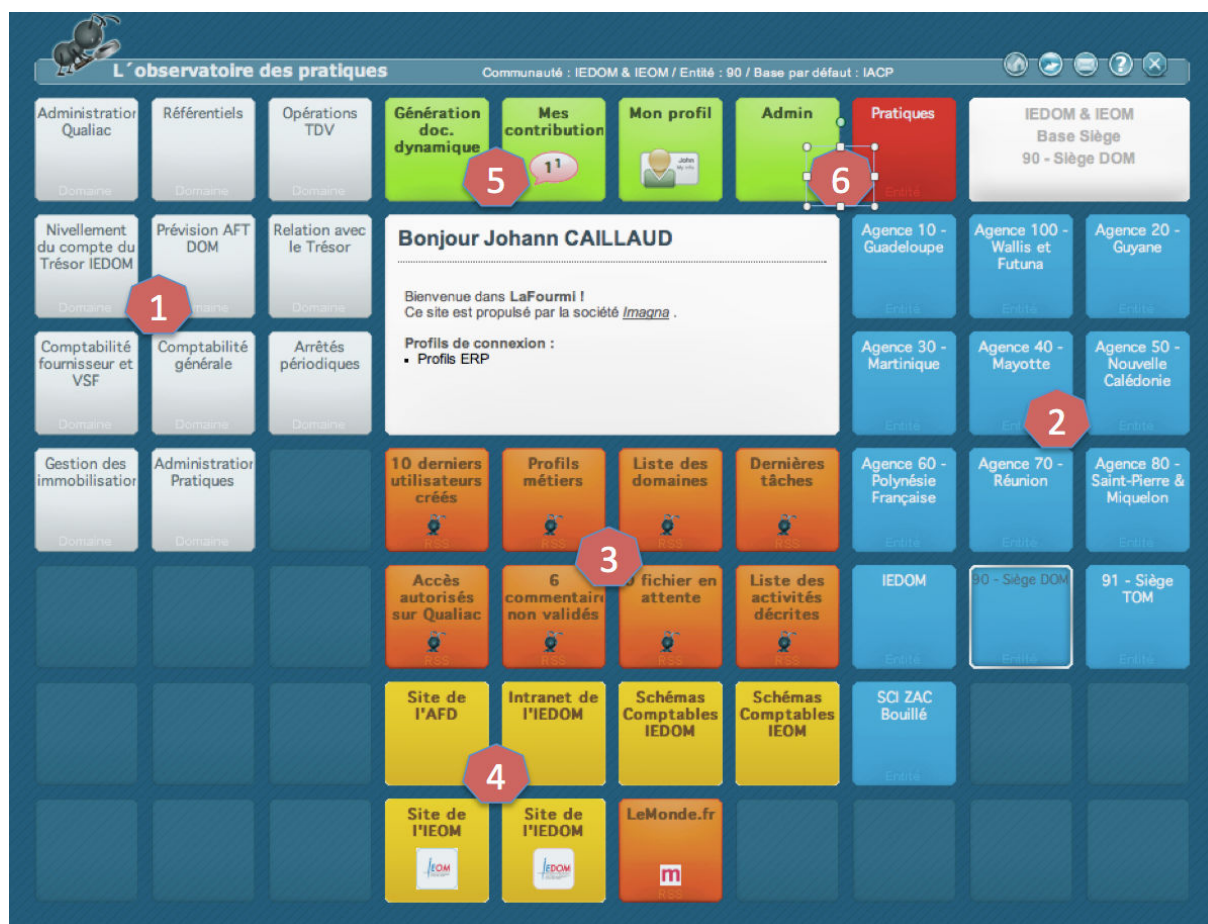 L´observatoire des pratiques
Communauté : IEDOM & IEOM / Entité : 90 / Base par défaut : IACP
?
Administration
Qualiac
Domaine
Référentiels
Domaine
Opérations
TDV
Domaine
Génération
doc.
dynamique
5
Mes
contribution
1 1
Mon profil
John
My info
Admin
6
Pratiques
Entité
IEDOM & IEOM
Base Siège
90 - Siège DOM
Nivellement
du compte du
Trésor IEDOM
Domaine
1
Prévision AFT
DOM
Domaine
Relation avec
le Trésor
Domaine
Bonjour Johann CAILLAUD
Bienvenue dans LaFourmi !
Ce site est propulsé par la société Imagna .
Profils de connexion :
▪ Profils ERP
Agence 10 -
Guadeloupe
Entité
Agence 100 -
Wallis et
Futuna
Entité
Agence 20 -
Guyane
Entité
Comptabilité
fournisseur et
VSF
Domaine
Comptabilité
générale
Domaine
Arrêtés
périodiques
Domaine
Agence 30 -
Martinique
Entité
Agence 40 -
Mayotte
2
Agence 50 -
Nouvelle
Calédonie
Entité
Gestion des
immobilisation
Domaine
Administration
Pratiques
Domaine
10 derniers
utilisateurs
créés
RSS
Profils
métiers
RSS
3
Liste des
domaines
RSS
Dernières
tâches
RSS
Agence 60 -
Polynésie
Française
Entité
Agence 70 -
Réunion
Entité
Agence 80 -
Saint-Pierre &
Miquelon
Entité
Accès
autorisés
sur Qualiac
RSS
6
commentaire
non validés
RSS
fichier en
attente
RSS
Liste des
activités
décrites
RSS
IEDOM
Entité
90 - Siège DOM
Entité
91 - Siège
TOM
Entité
Site de
l'AFD
4
Intranet de
l'IEDOM
Schémas
Comptables
IEDOM
Schémas
Comptables
IEOM
SCI ZAC
Bouillé
Entité
Site de
l'IEOM
IEOM
Site de
l'IEDOM
IEDOM
LeMonde.fr
m
RSS